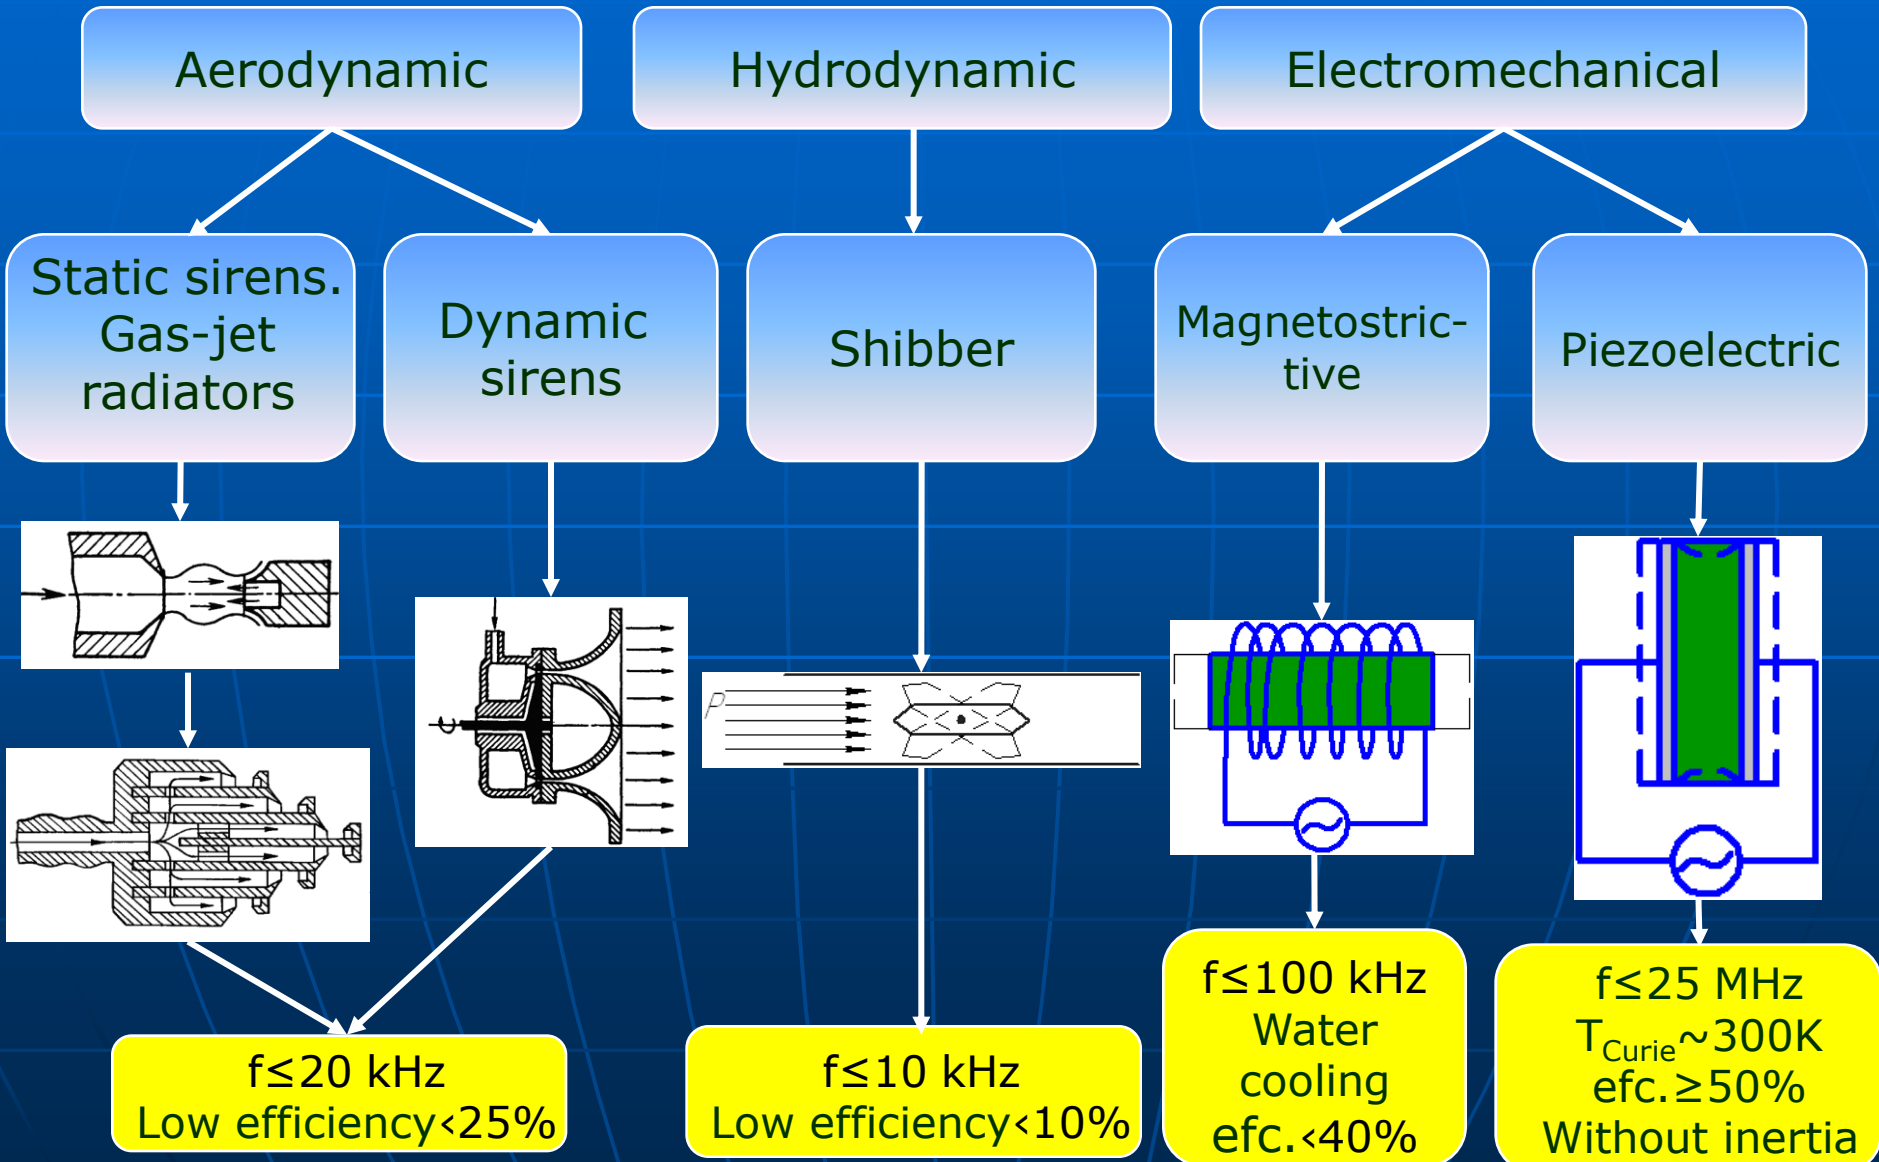 Aerodynamic
Hydrodynamic
Electromechanical
Static sirens.
Gas-jet
radiators
Dynamic
sirens
Shibber
Magnetostric-
tive
Piezoelectric
P
f≤20 kHz
Low efficiency<25%
f≤10 kHz
Low efficiency<10%
f≤100 kHz
Water
cooling
efc.<40%
f≤25 MHz
T_Curie~300K
efc.≥50%
Without inertia